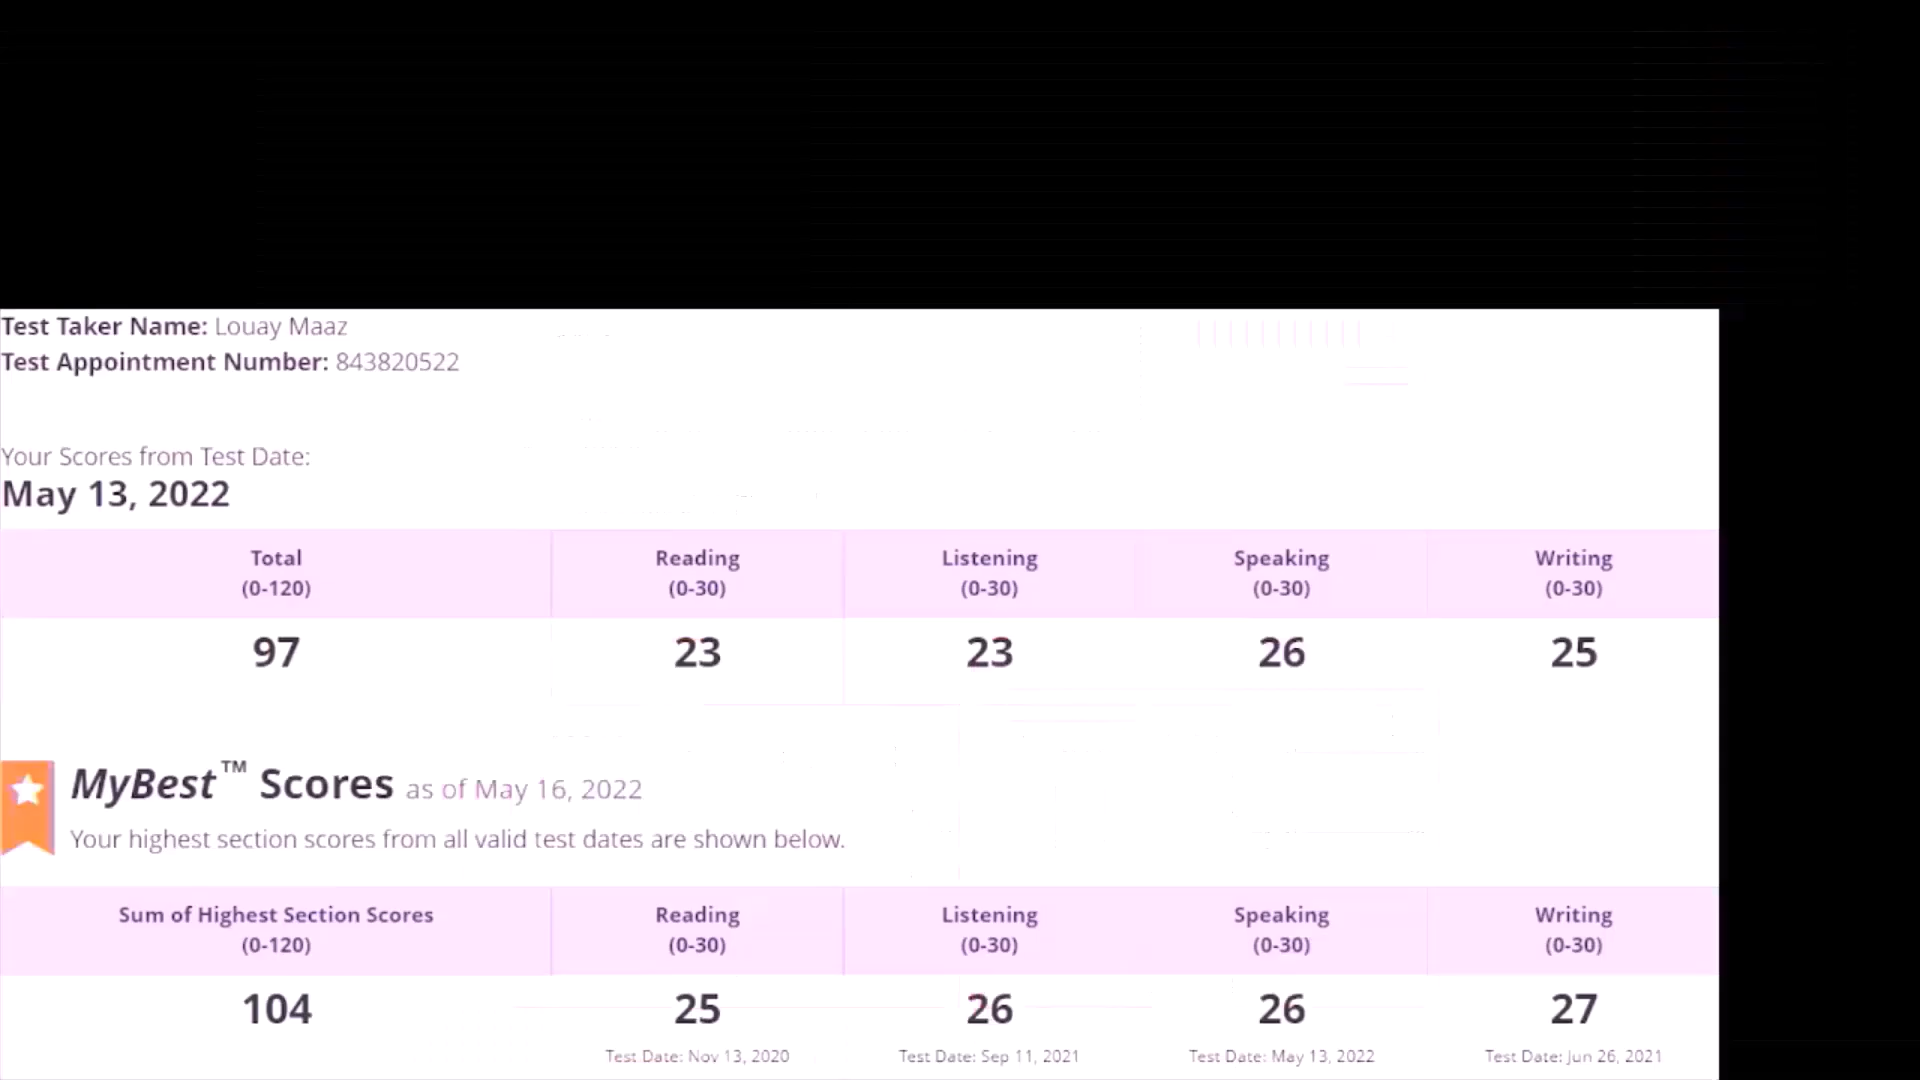 Test Taker Name: Louay Maaz
Test Appointment Number: 843820522
Your Scores from Test Date:
May 13, 2022
Total Reading Listening Speaking Writing
(0-120) (0-30) (0-30) (0-30) (0-30)
97 23 23 26 25
MyBest™ Scores as of May 16, 2022
Your highest section scores from all valid test dates are shown below.
Sum of Highest Section Scores Reading Listening Speaking Writing
(0-120) (0-30) (0-30) (0-30) (0-30)
104 25 26 26 27
Test Date: Nov 13, 2020 Test Date: Sep 11, 2021 Test Date: May 13, 2022 Test Date: Jun 26, 2021